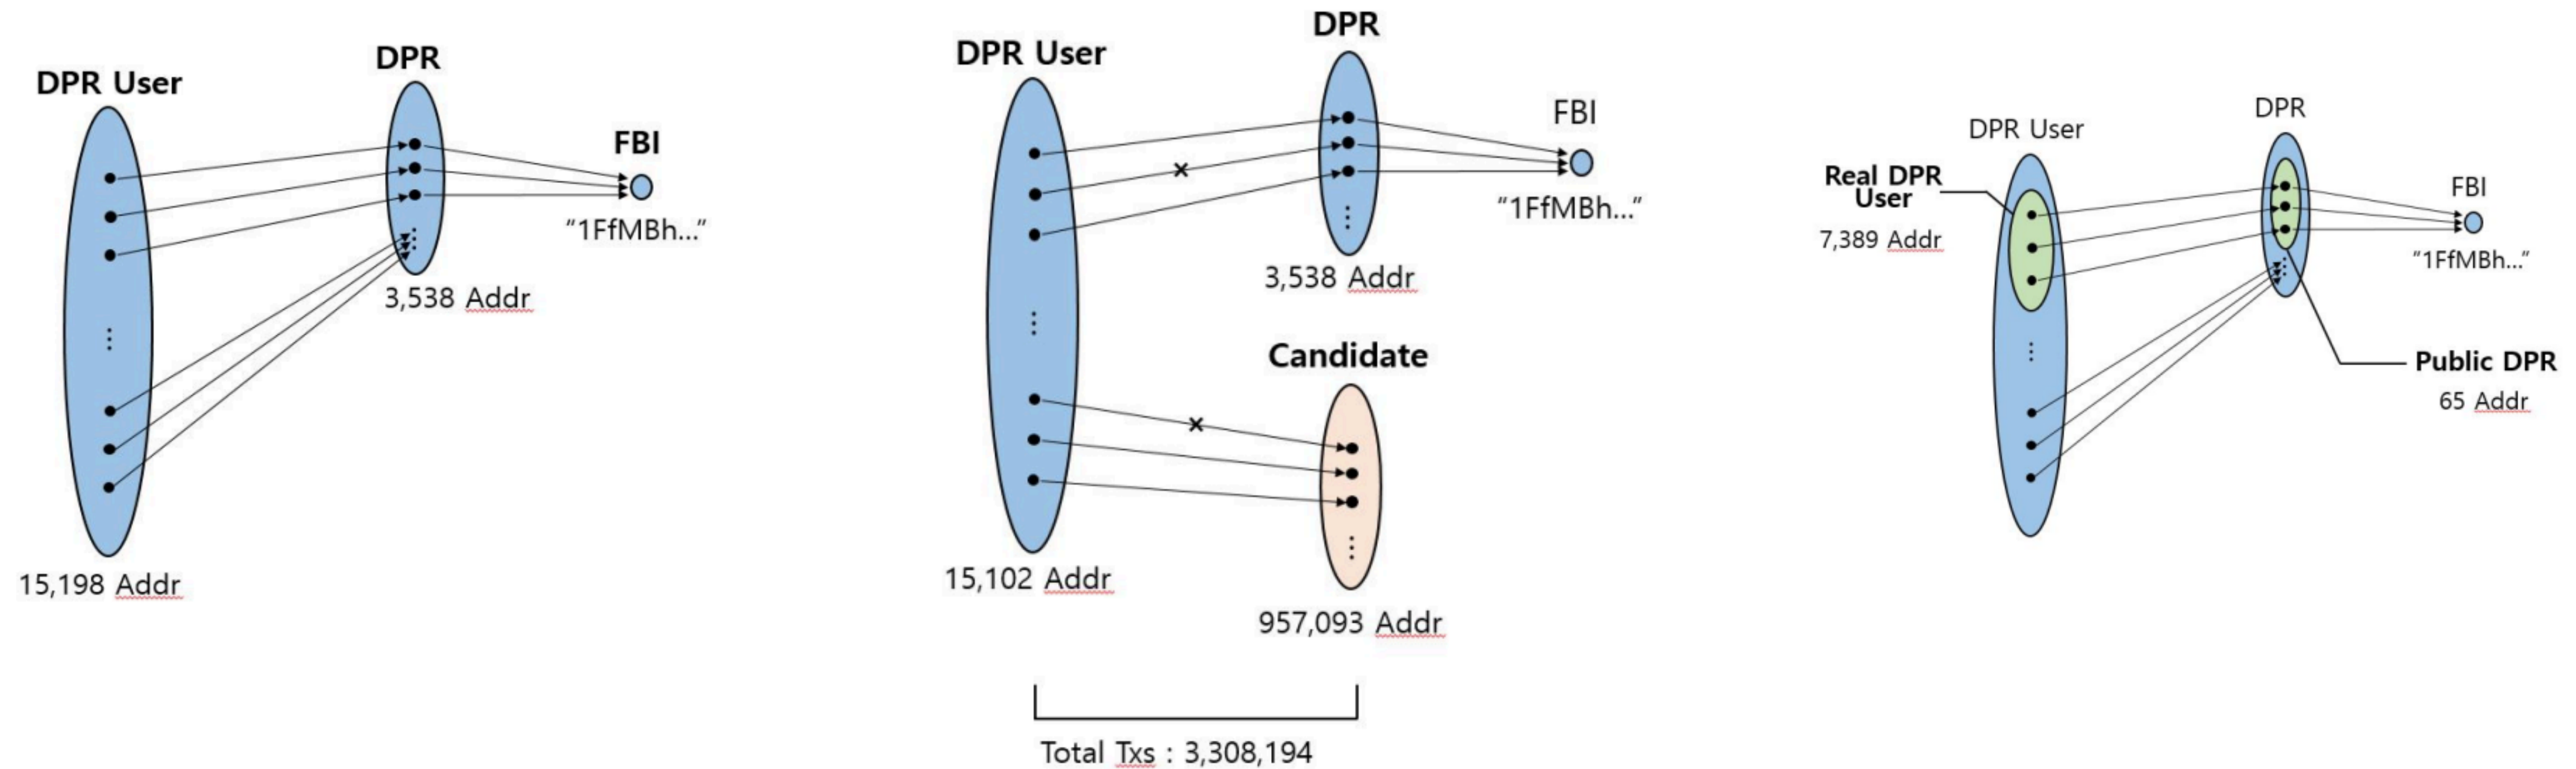 DPR User
DPR
FBI
“1FfMBh...”
3,538 Addr
15,198 Addr
DPR User
DPR
FBI
“1FfMBh...”
3,538 Addr
Candidate
15,102 Addr
957,093 Addr
Total Txs : 3,308,194
DPR User
DPR
Real DPR
User
7,389 Addr
FBI
“1FfMBh...”
Public DPR
65 Addr